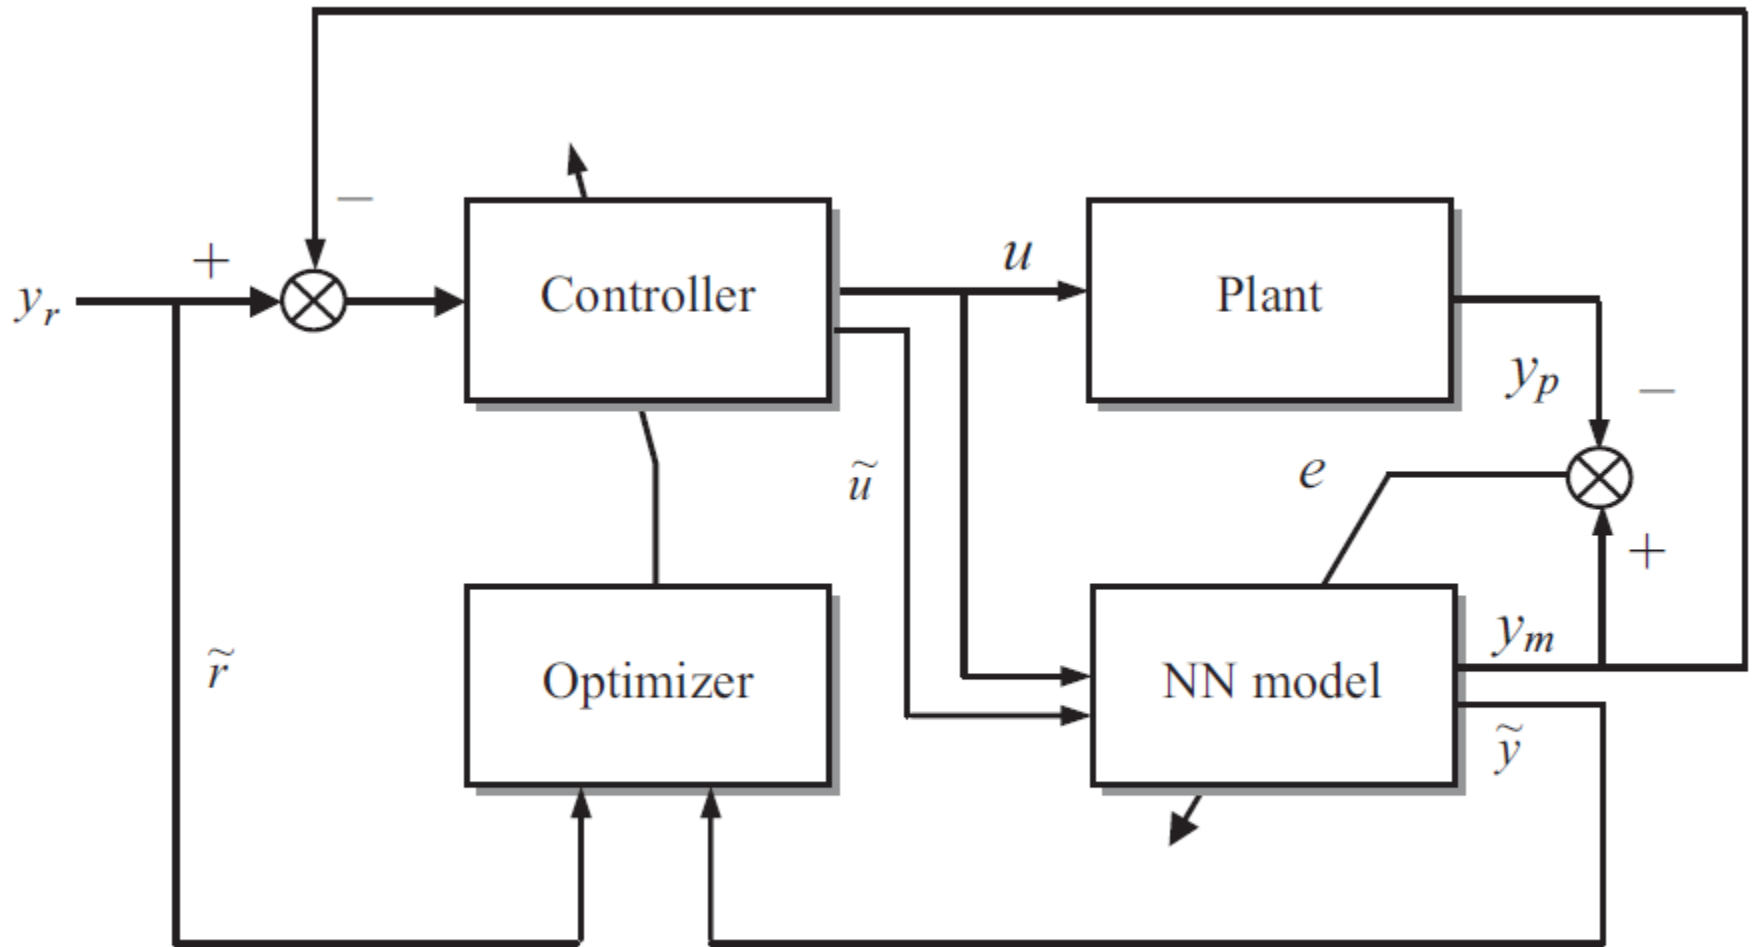 −
+
y_r
Controller
u
Plant
y_p
−
ũ
e
+
r̃
Optimizer
NN model
y_m
ỹ